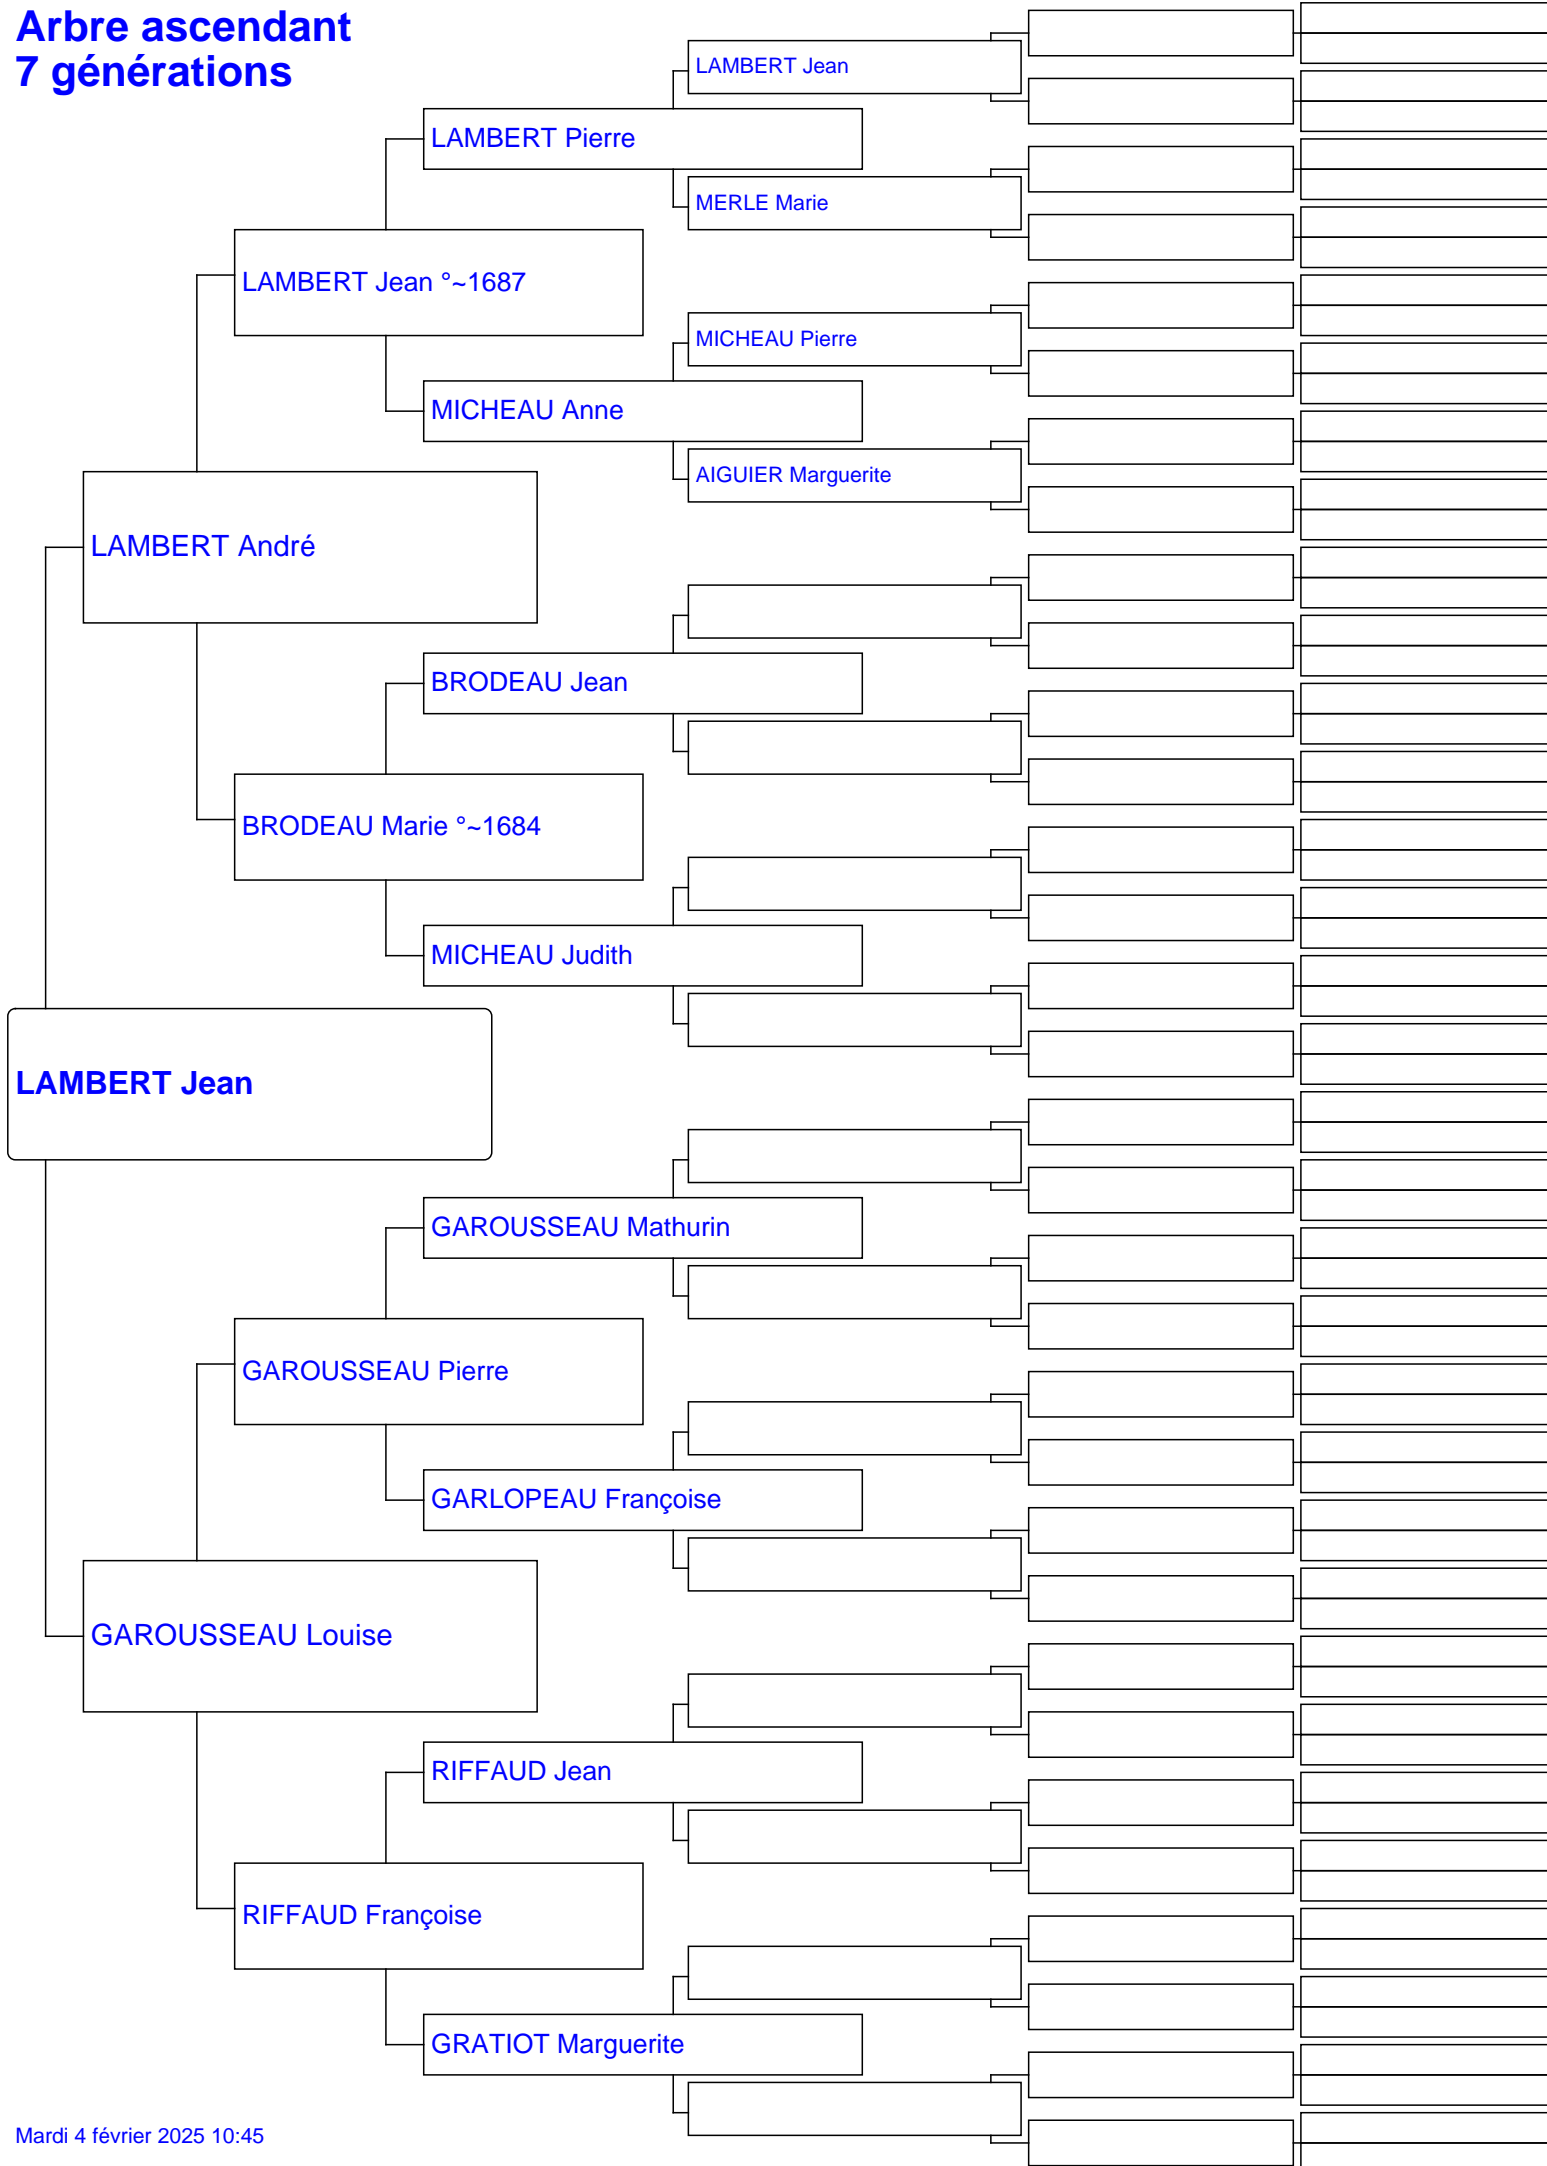 Arbre ascendant
7 générations
LAMBERT Jean
LAMBERT Pierre
MERLE Marie
LAMBERT Jean °~1687
MICHEAU Pierre
MICHEAU Anne
AIGUIER Marguerite
LAMBERT André
BRODEAU Jean
BRODEAU Marie °~1684
MICHEAU Judith
LAMBERT Jean
GAROUSSEAU Mathurin
GAROUSSEAU Pierre
GARLOPEAU Françoise
GAROUSSEAU Louise
RIFFAUD Jean
RIFFAUD Françoise
GRATIOT Marguerite
Mardi 4 février 2025 10:45